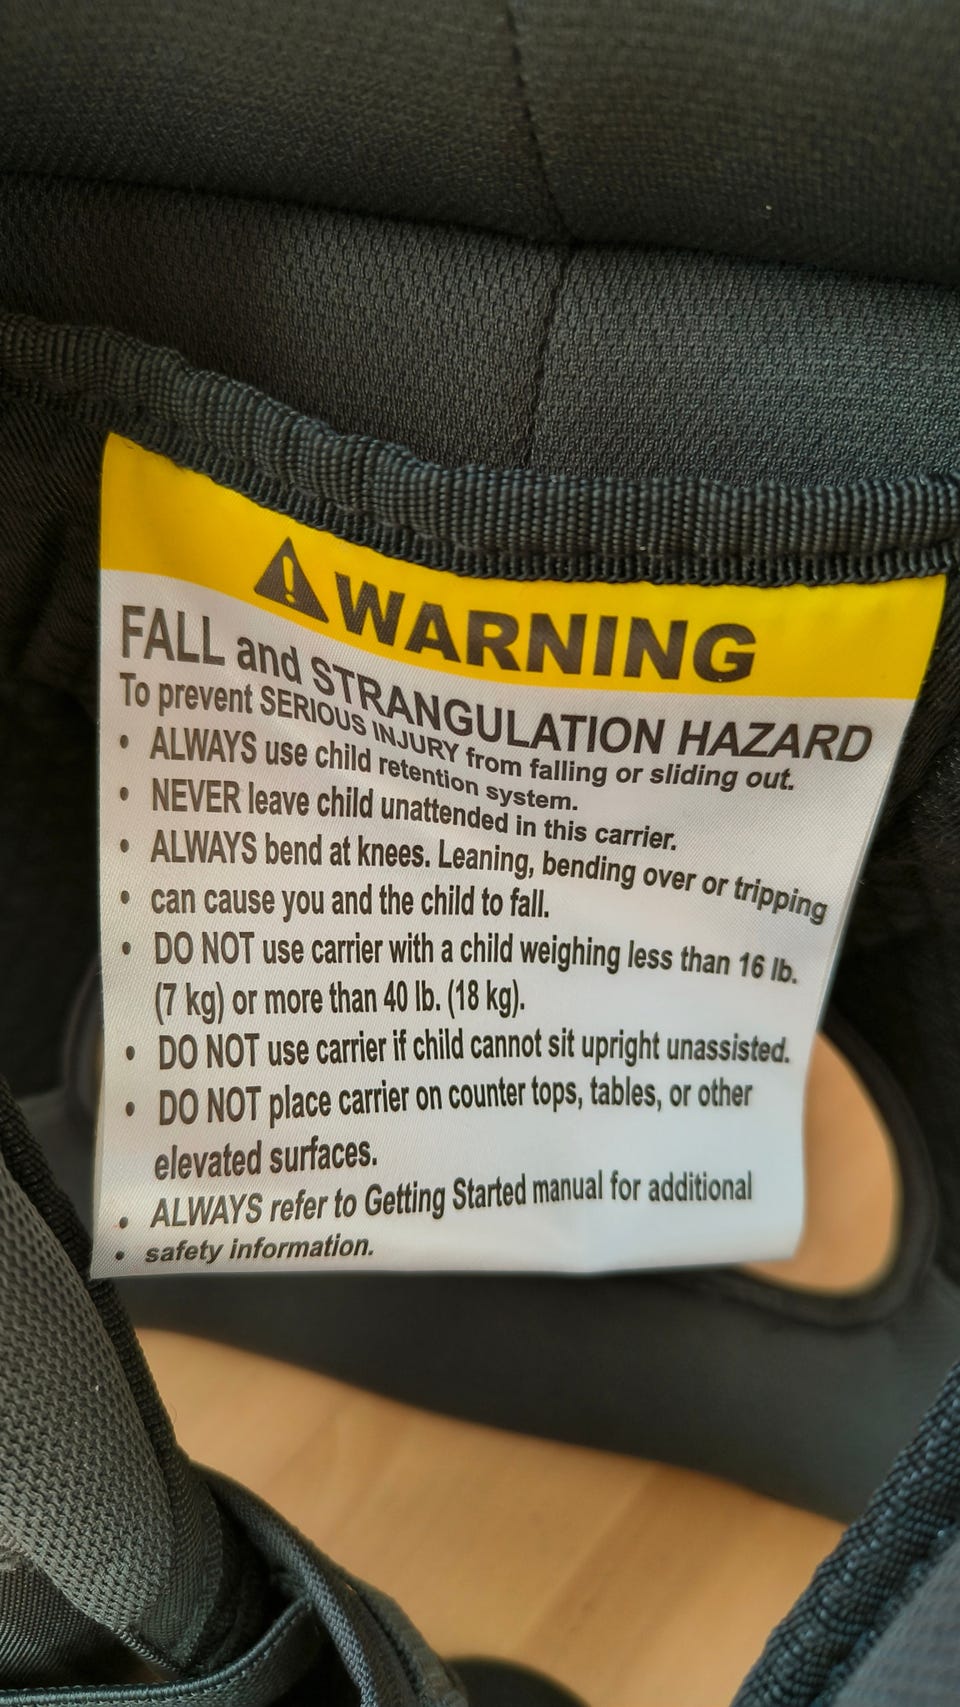 WARNING
FALL and STRANGULATION HAZARD
To prevent SERIOUS INJURY from falling or sliding out.
• ALWAYS use child retention system.
• NEVER leave child unattended in this carrier.
• ALWAYS bend at knees. Leaning, bending over or tripping
• can cause you and the child to fall.
• DO NOT use carrier with a child weighing less than 16 lb.
(7 kg) or more than 40 lb. (18 kg).
• DO NOT use carrier if child cannot sit upright unassisted.
• DO NOT place carrier on counter tops, tables, or other
elevated surfaces.
• ALWAYS refer to Getting Started manual for additional
• safety information.